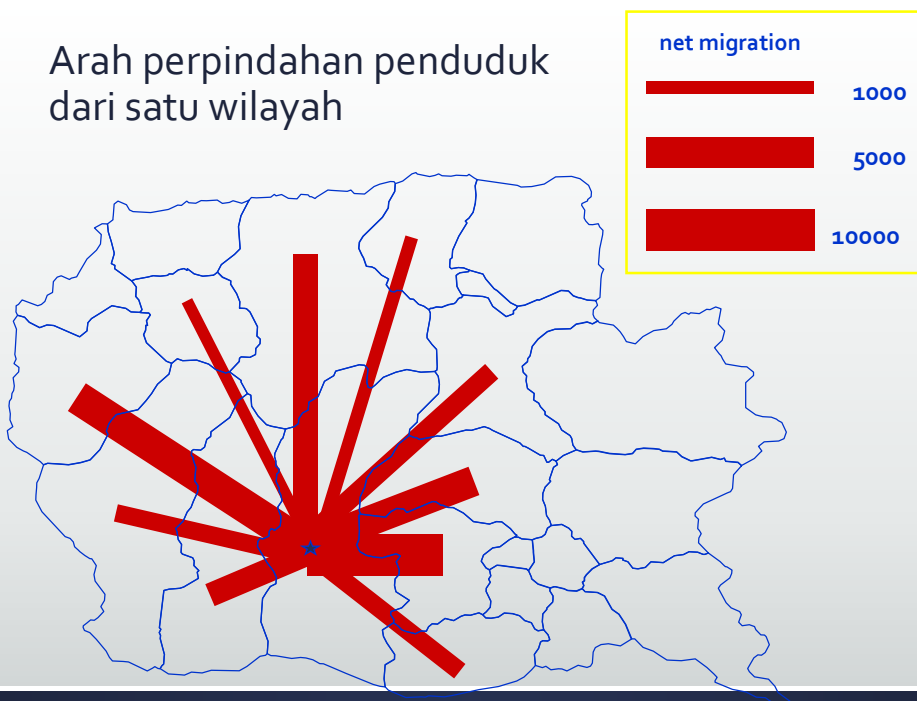 Arah perpindahan penduduk
dari satu wilayah
net migration
1000
5000
10000